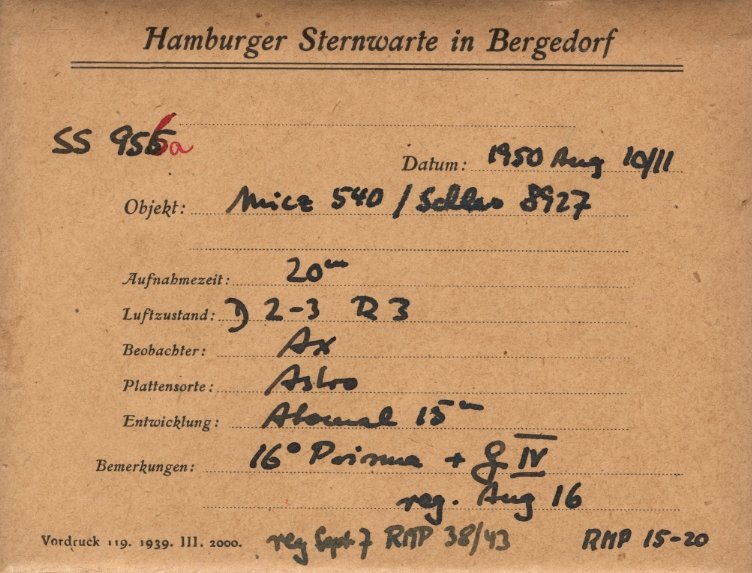 Hamburger Sternwarte in Bergedorf
SS 956a
Datum: 1950 Aug 10/11
Objekt: 540 / 8927
Aufnahmezeit: 20m
Luftzustand: D 2-3 R 3
Beobachter: Ax
Plattensorte: Astro
Entwicklung: Atomal 15m
Bemerkungen: 16° Prisma + IV
reg. Aug 16
Vordruck 119. 1939. III. 2000. reg Sept 7 RMP 38/43 RMP 15-20